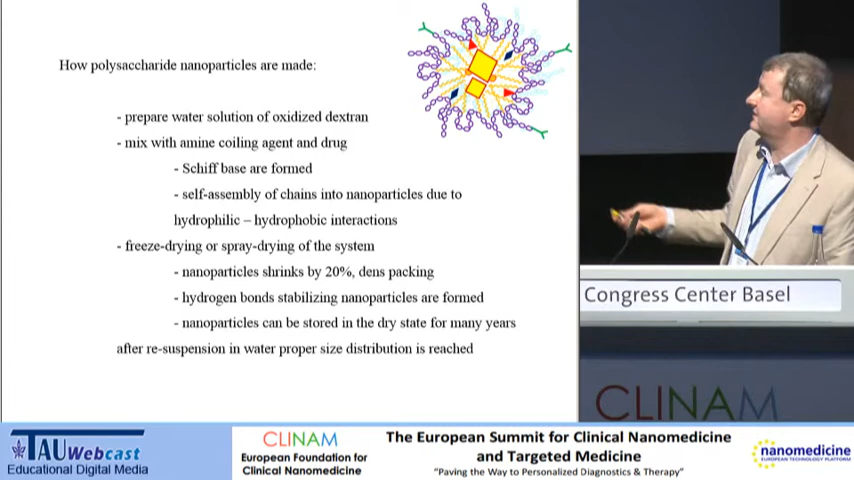 How polysaccharide nanoparticles are made:
- prepare water solution of oxidized dextran
- mix with amine coiling agent and drug
- Schiff base are formed
- self-assembly of chains into nanoparticles due to
hydrophilic – hydrophobic interactions
- freeze-drying or spray-drying of the system
- nanoparticles shrinks by 20%, dens packing
- hydrogen bonds stabilizing nanoparticles are formed
- nanoparticles can be stored in the dry state for many years
after re-suspension in water proper size distribution is reached
Congress Center Basel
CLINAM
TAUWebcast
Educational Digital Media
CLINAM
European Foundation for
Clinical Nanomedicine
The European Summit for Clinical Nanomedicine
and Targeted Medicine
"Paving the Way to Personalized Diagnostics & Therapy"
nanomedicine
EUROPEAN TECHNOLOGY PLATFORM